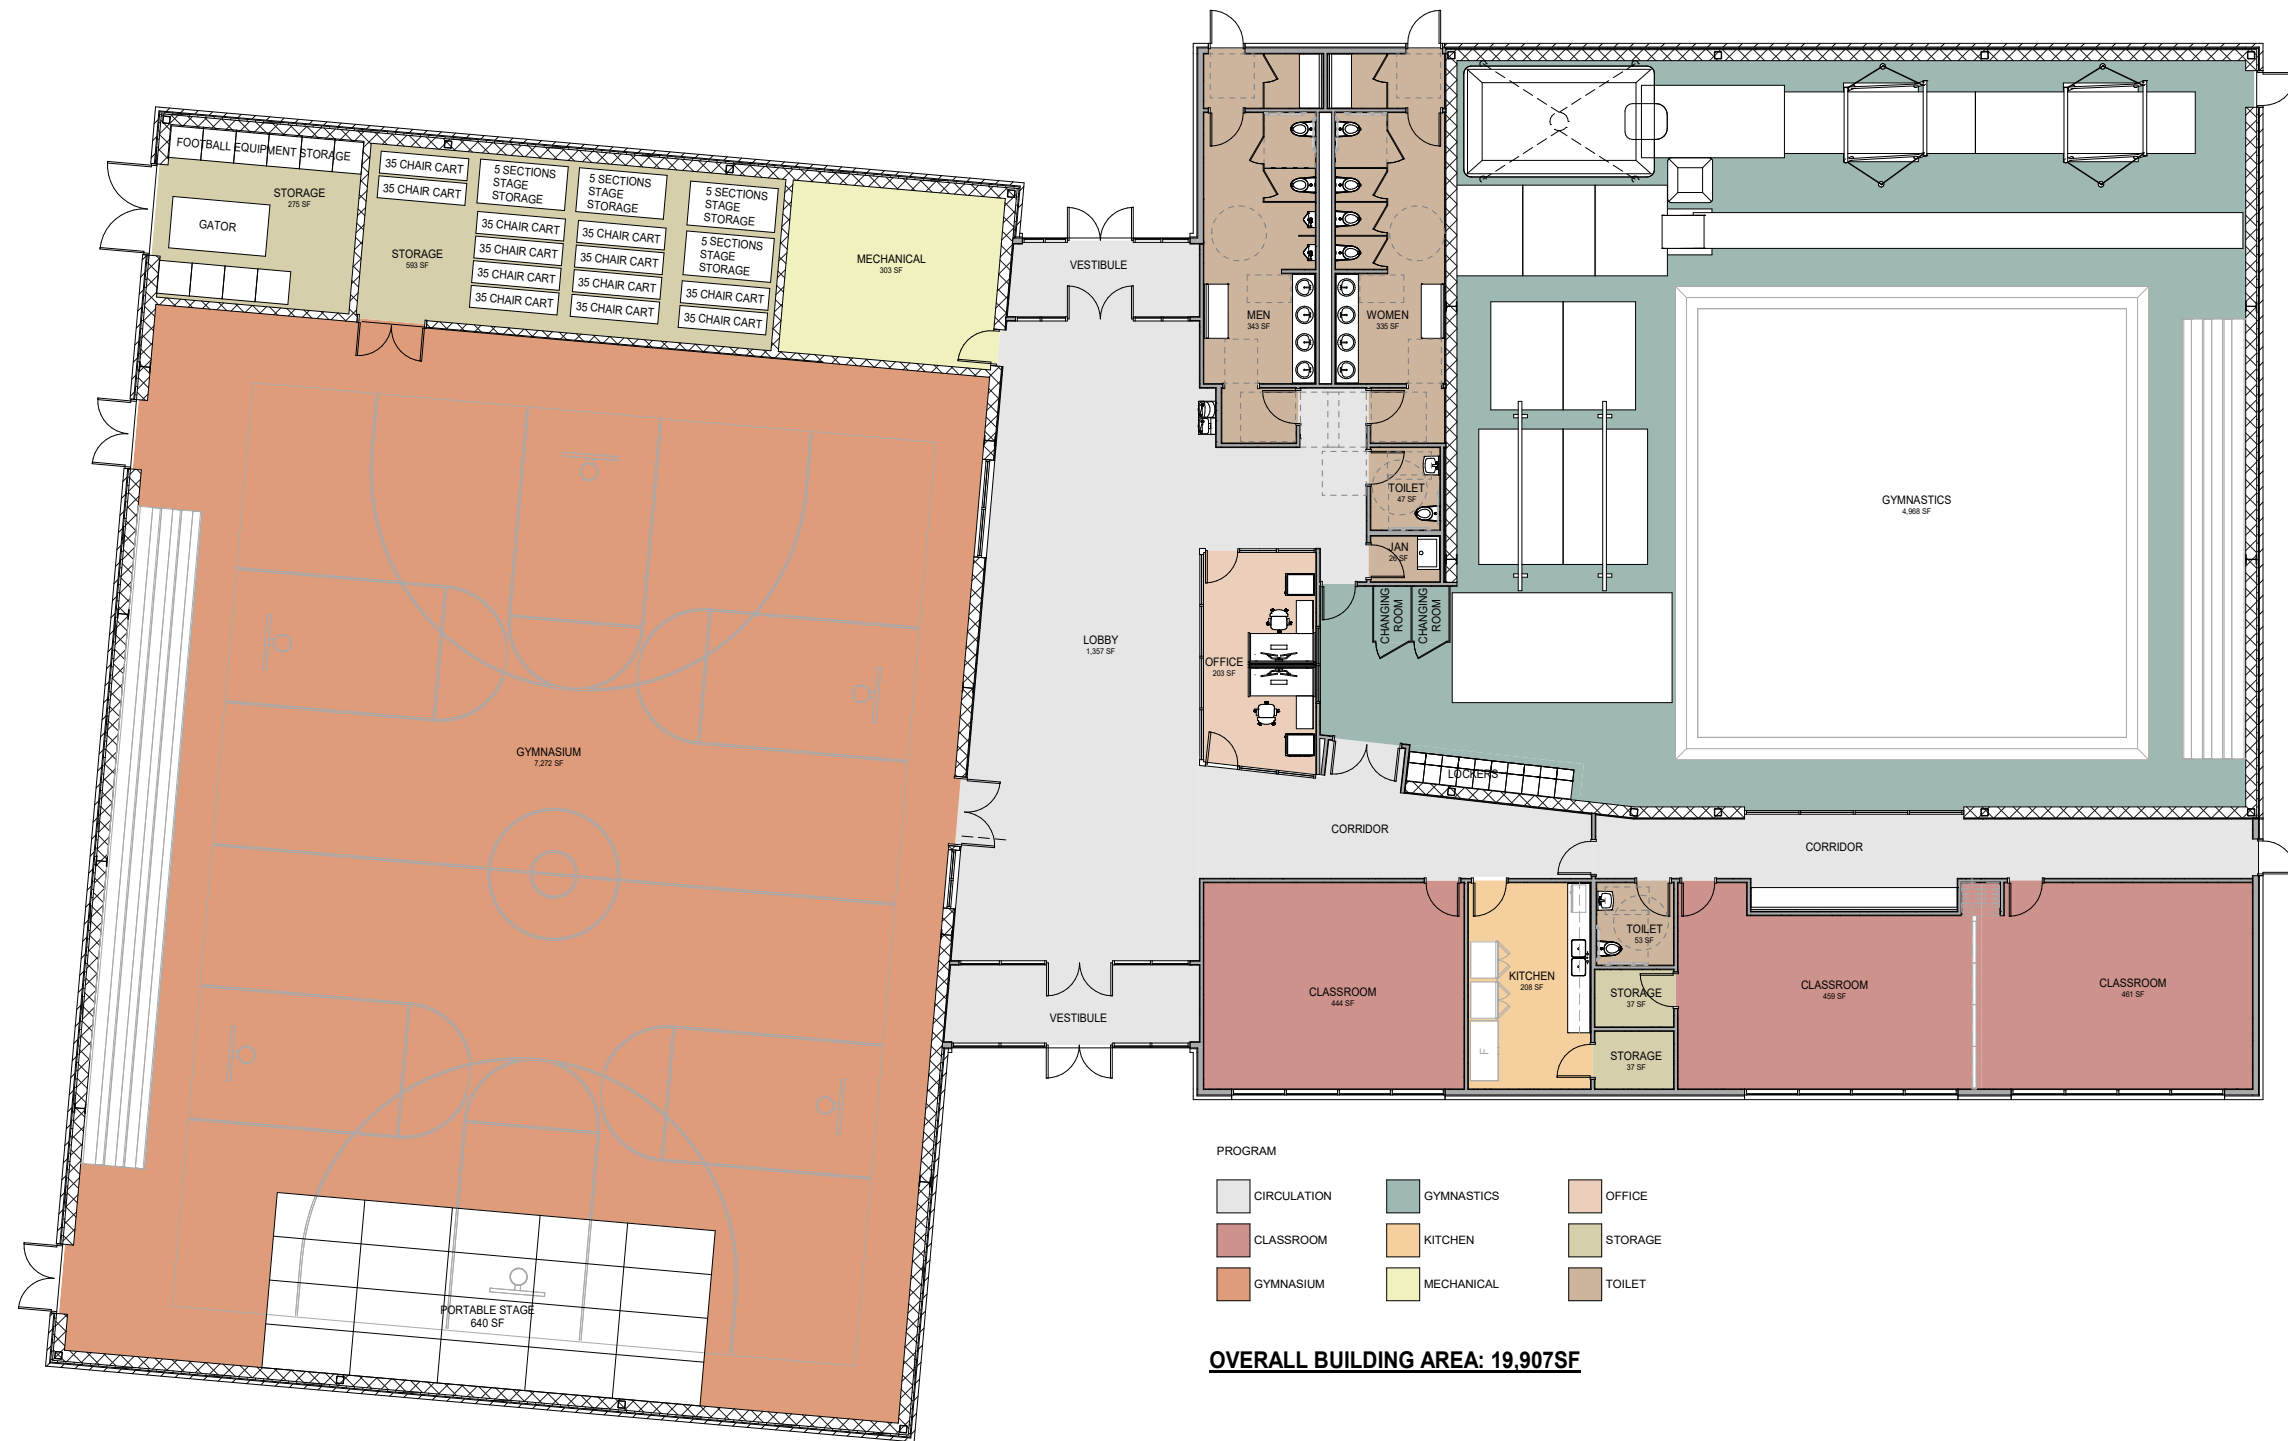 FOOTBALL EQUIPMENT STORAGE
STORAGE
275 SF
GATOR
35 CHAIR CART
35 CHAIR CART
STORAGE
593 SF
5 SECTIONS
STAGE
STORAGE
35 CHAIR CART
35 CHAIR CART
35 CHAIR CART
35 CHAIR CART
5 SECTIONS
STAGE
STORAGE
35 CHAIR CART
35 CHAIR CART
35 CHAIR CART
35 CHAIR CART
5 SECTIONS
STAGE
STORAGE
5 SECTIONS
STAGE
STORAGE
35 CHAIR CART
35 CHAIR CART
MECHANICAL
303 SF
VESTIBULE
MEN
343 SF
WOMEN
335 SF
TOILET
47 SF
JAN
26 SF
CHANGING
ROOM
CHANGING
ROOM
GYMNASTICS
4,968 SF
LOBBY
1,357 SF
OFFICE
203 SF
GYMNASIUM
7,272 SF
LOCKERS
CORRIDOR
CORRIDOR
CLASSROOM
444 SF
KITCHEN
208 SF
F
TOILET
53 SF
STORAGE
37 SF
STORAGE
37 SF
CLASSROOM
459 SF
CLASSROOM
461 SF
VESTIBULE
PORTABLE STAGE
640 SF
PROGRAM
CIRCULATION
CLASSROOM
GYMNASIUM
GYMNASTICS
KITCHEN
MECHANICAL
OFFICE
STORAGE
TOILET
OVERALL BUILDING AREA: 19,907SF